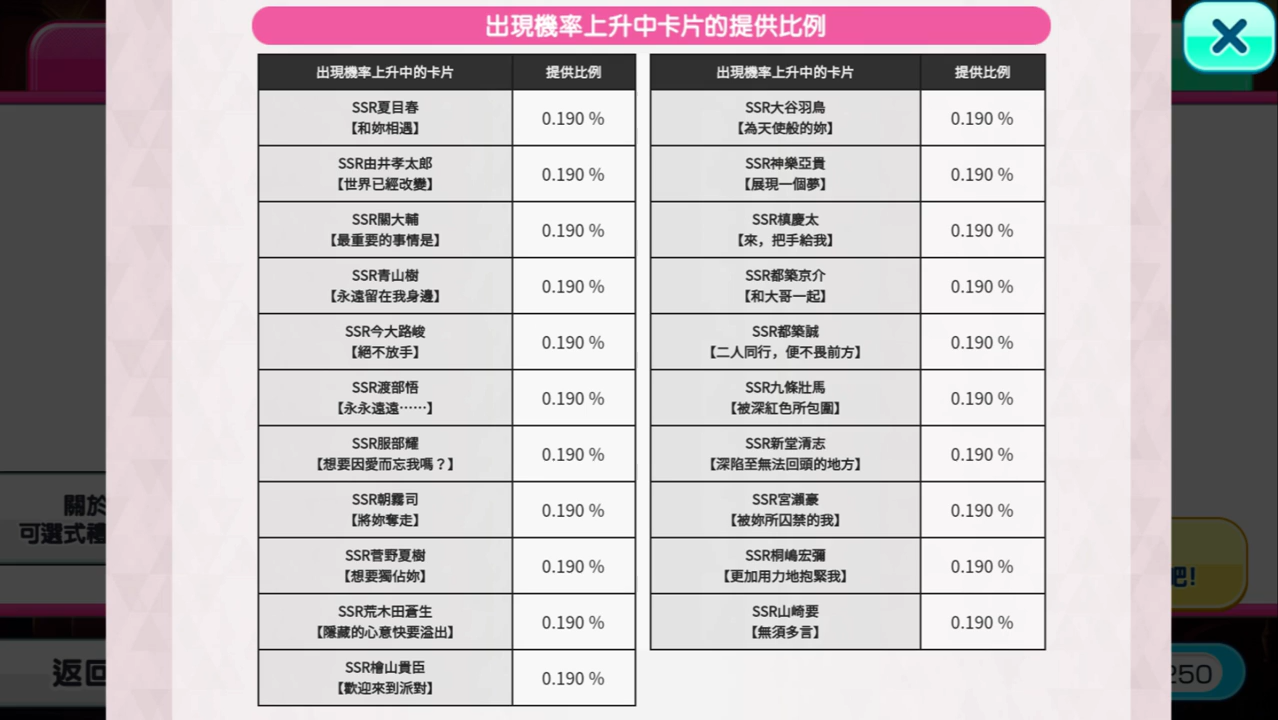 出現機率上升中卡片的提供比例
出現機率上升中的卡片 提供比例
SSR夏目春
【和妳相遇】
0.190 %
SSR由井孝太郎
【世界已經改變】
0.190 %
SSR關大輔
【最重要的事情是】
0.190 %
SSR青山樹
【永遠留在我身邊】
0.190 %
SSR今大路峻
【絕不放手】
0.190 %
SSR渡部悟
【永永遠遠⋯⋯】
0.190 %
SSR服部耀
【想要因愛而忘我嗎？】
0.190 %
SSR朝霧司
【將妳奪走】
0.190 %
SSR菅野夏樹
【想要獨佔妳】
0.190 %
SSR荒木田蒼生
【隱藏的心意快要溢出】
0.190 %
SSR檜山貴臣
【歡迎來到派對】
0.190 %
出現機率上升中的卡片 提供比例
SSR大谷羽鳥
【為天使般的妳】
0.190 %
SSR神樂亞貴
【展現一個夢】
0.190 %
SSR槙慶太
【來，把手給我】
0.190 %
SSR都築京介
【和大哥一起】
0.190 %
SSR都築誠
【二人同行，便不畏前方】
0.190 %
SSR九條壯馬
【被深紅色所包圍】
0.190 %
SSR新堂清志
【深陷至無法回頭的地方】
0.190 %
SSR宮瀨豪
【被妳所囚禁的我】
0.190 %
SSR桐嶋宏彌
【更加用力地抱緊我】
0.190 %
SSR山崎要
【無須多言】
0.190 %
關於
可選式禮
返回
吧!
250